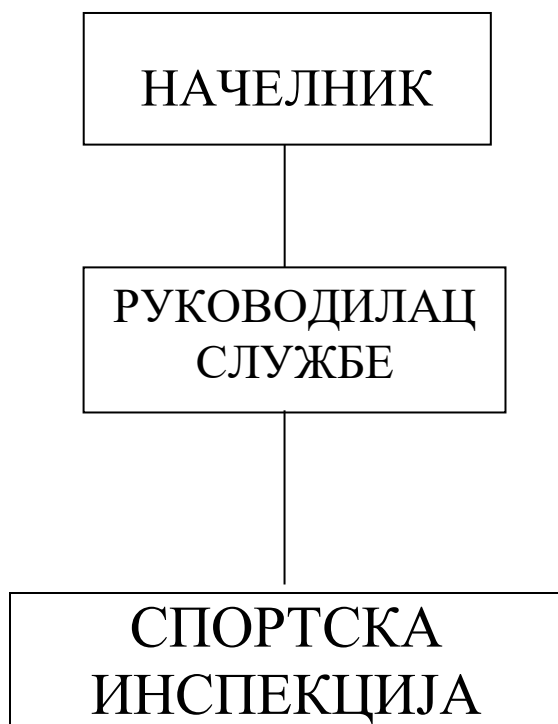 НАЧЕЛНИК
РУКОВОДИЛАЦ
СЛУЖБЕ
СПОРТСКА
ИНСПЕКЦИЈА